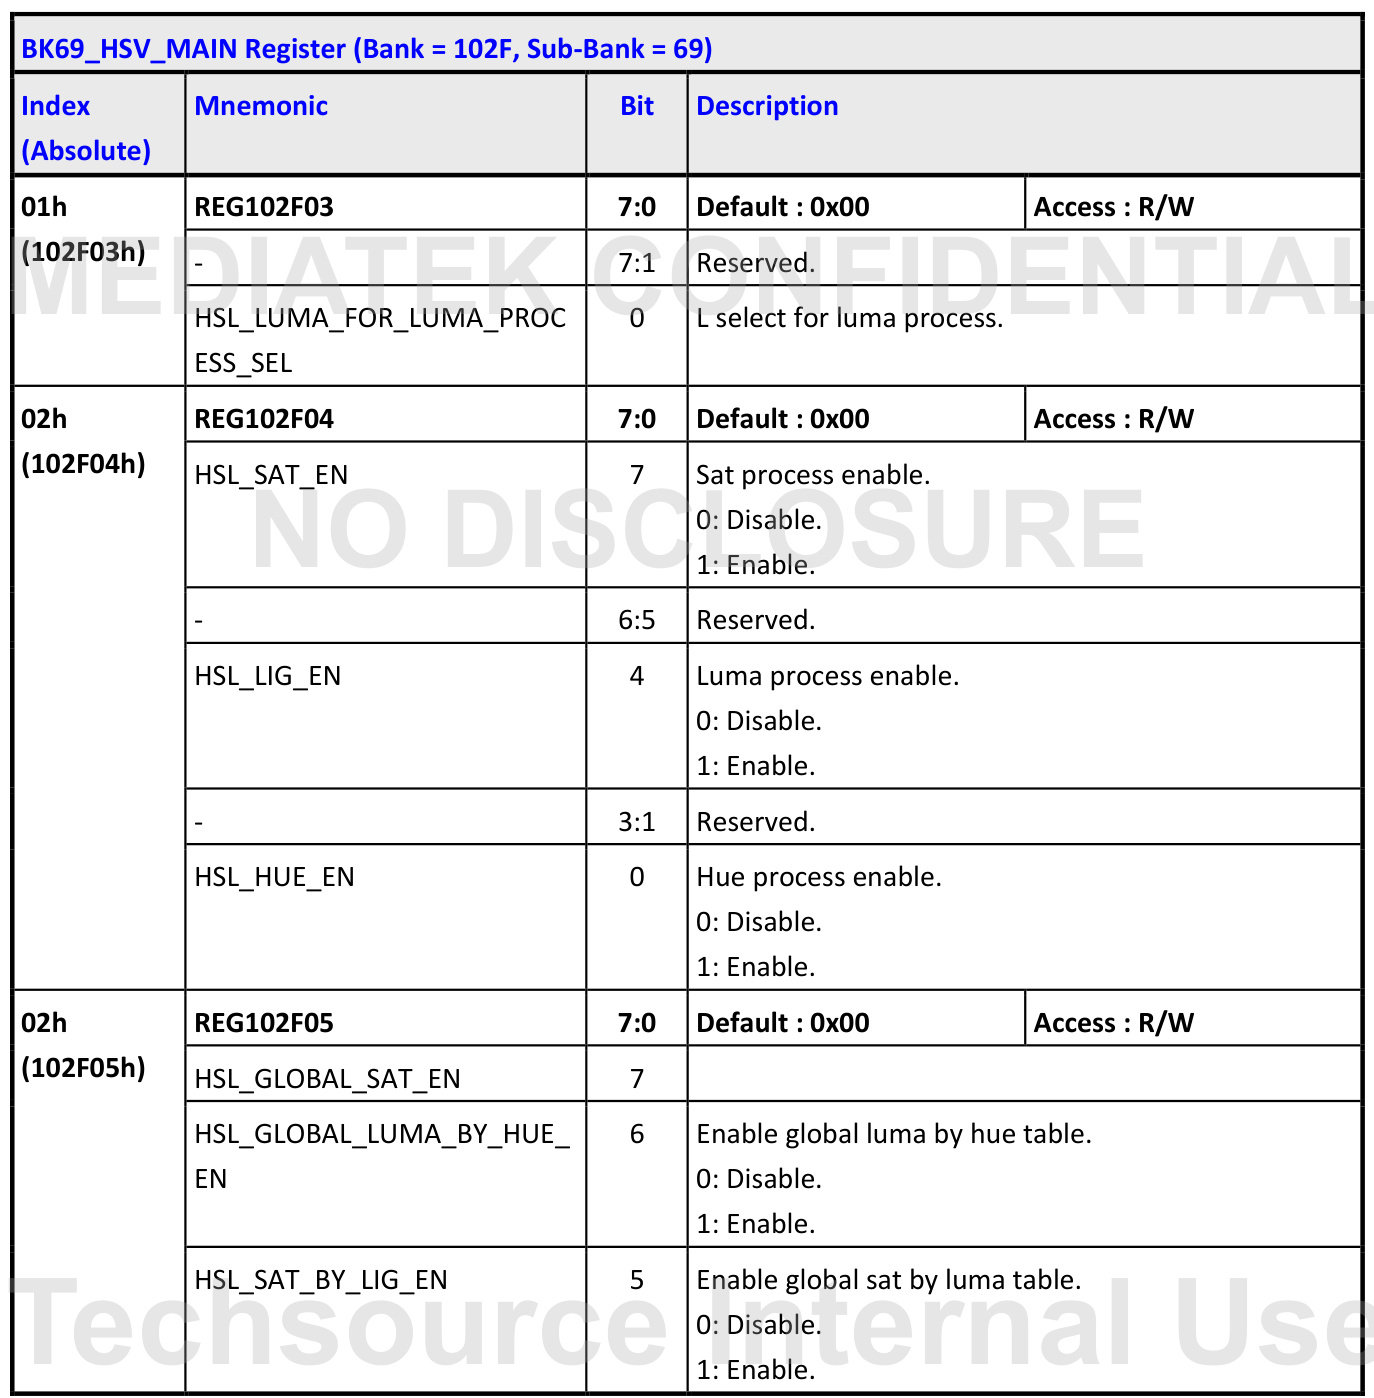 BK69_HSV_MAIN Register (Bank = 102F, Sub-Bank = 69)
Index (Absolute) Mnemonic Bit Description
01h (102F03h) REG102F03 7:0 Default : 0x00 Access : R/W
- 7:1 Reserved.
MEDIATEK CONFIDENTIAL
HSL_LUMA_FOR_LUMA_PROC 0 L select for luma process.
ESS_SEL
02h (102F04h) REG102F04 7:0 Default : 0x00 Access : R/W
HSL_SAT_EN 7 Sat process enable.
0: Disable.
NO DISCLOSURE
1: Enable.
- 6:5 Reserved.
HSL_LIG_EN 4 Luma process enable.
0: Disable.
1: Enable.
- 3:1 Reserved.
HSL_HUE_EN 0 Hue process enable.
0: Disable.
1: Enable.
02h (102F05h) REG102F05 7:0 Default : 0x00 Access : R/W
HSL_GLOBAL_SAT_EN 7
HSL_GLOBAL_LUMA_BY_HUE_ 6 Enable global luma by hue table.
EN 0: Disable.
1: Enable.
HSL_SAT_BY_LIG_EN 5 Enable global sat by luma table.
0: Disable.
Techsource Internal Use
1: Enable.